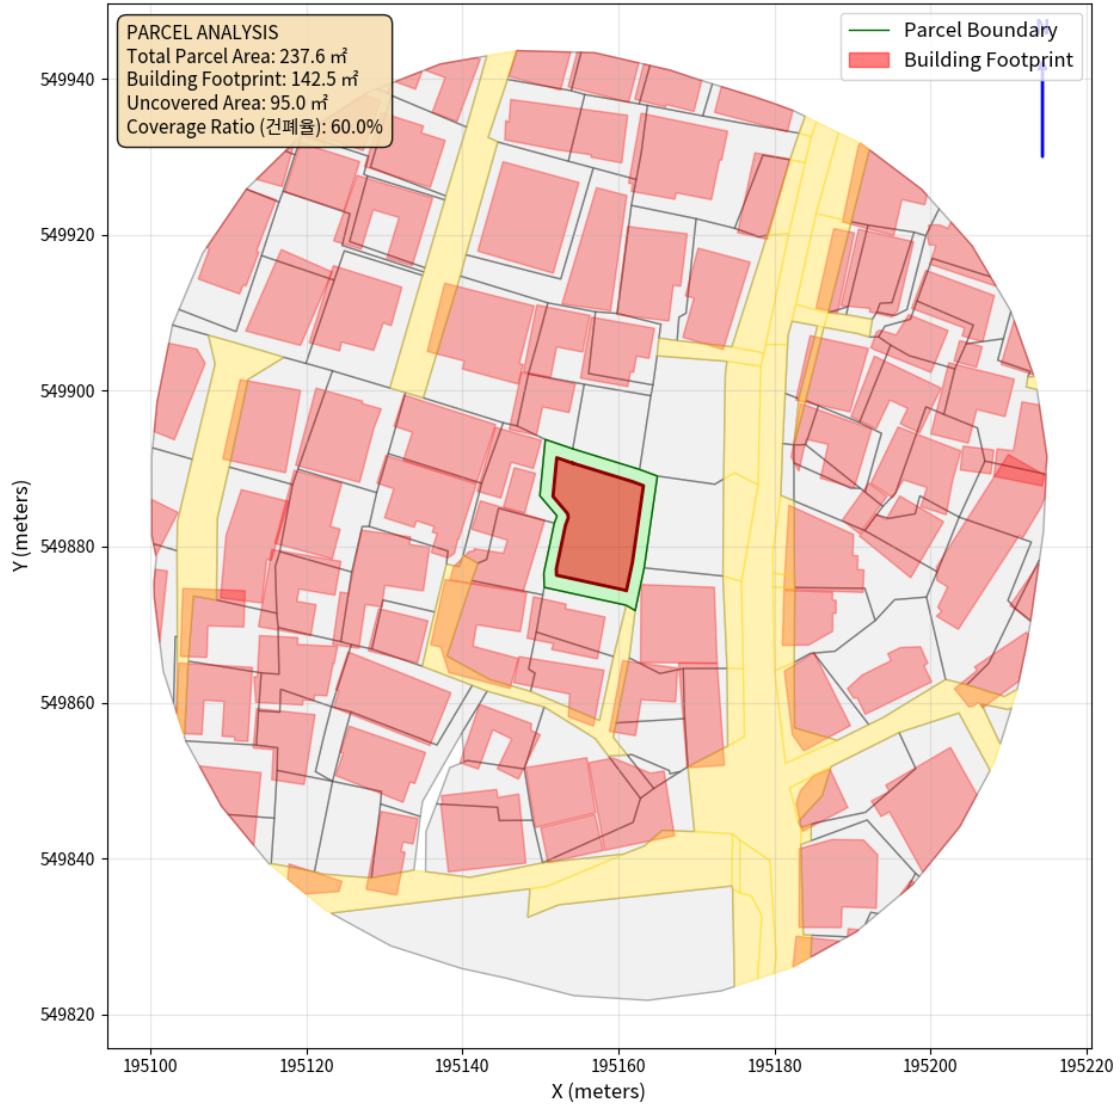 PARCEL ANALYSIS
Total Parcel Area: 237.6 ㎡
Building Footprint: 142.5 ㎡
Uncovered Area: 95.0 ㎡
Coverage Ratio (건폐율): 60.0%
N
Parcel Boundary
Building Footprint
549940
549920
549900
549880
549860
549840
549820
Y (meters)
195100 195120 195140 195160 195180 195200 195220
X (meters)